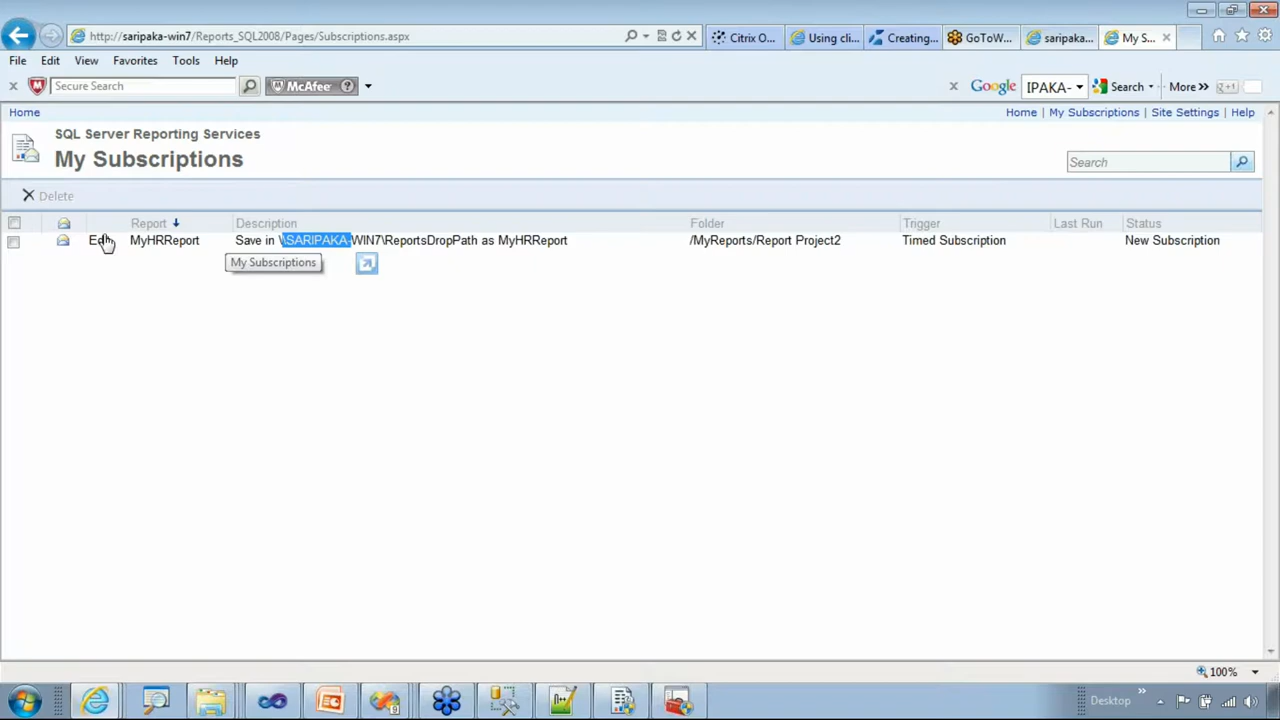 http://saripaka-win7/Reports_SQL2008/Pages/Subscriptions.aspx
Citrix O...
Using cli...
Creating...
GoToW...
saripaka...
My S...
File Edit View Favorites Tools Help
Secure Search
McAfee
Google
IPAKA-
Search
More »
+1
Home
Home | My Subscriptions | Site Settings | Help
SQL Server Reporting Services
My Subscriptions
Search
Delete
Report Description Folder Trigger Last Run Status
MyHRReport Save in \\SARIPAKA-WIN7\ReportsDropPath as MyHRReport /MyReports/Report Project2 Timed Subscription New Subscription
My Subscriptions
100%
Desktop